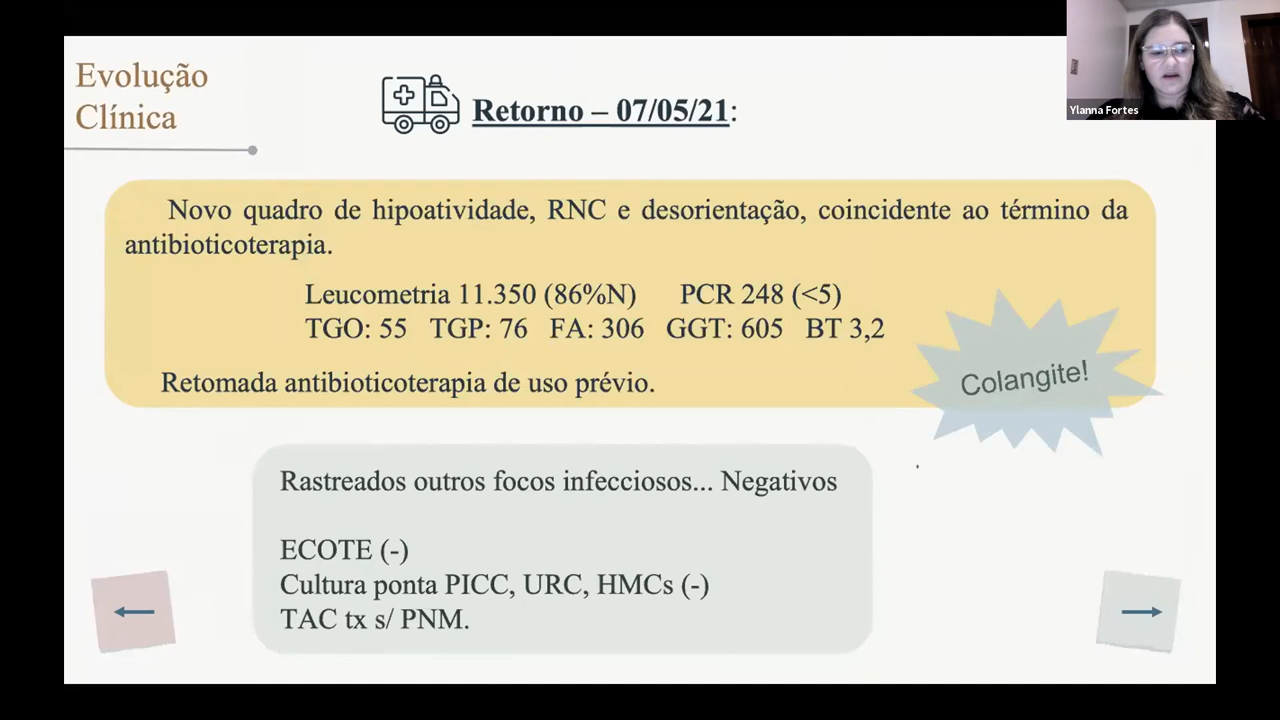 Evolução
Clínica
Retorno – 07/05/21:
Ylanna Fortes
Novo quadro de hipoatividade, RNC e desorientação, coincidente ao término da
antibioticoterapia.
Leucometria 11.350 (86%N) PCR 248 (<5)
TGO: 55 TGP: 76 FA: 306 GGT: 605 BT 3,2
Colangite!
Retomada antibioticoterapia de uso prévio.
Rastreados outros focos infecciosos... Negativos
ECOTE (-)
Cultura ponta PICC, URC, HMCs (-)
TAC tx s/ PNM.